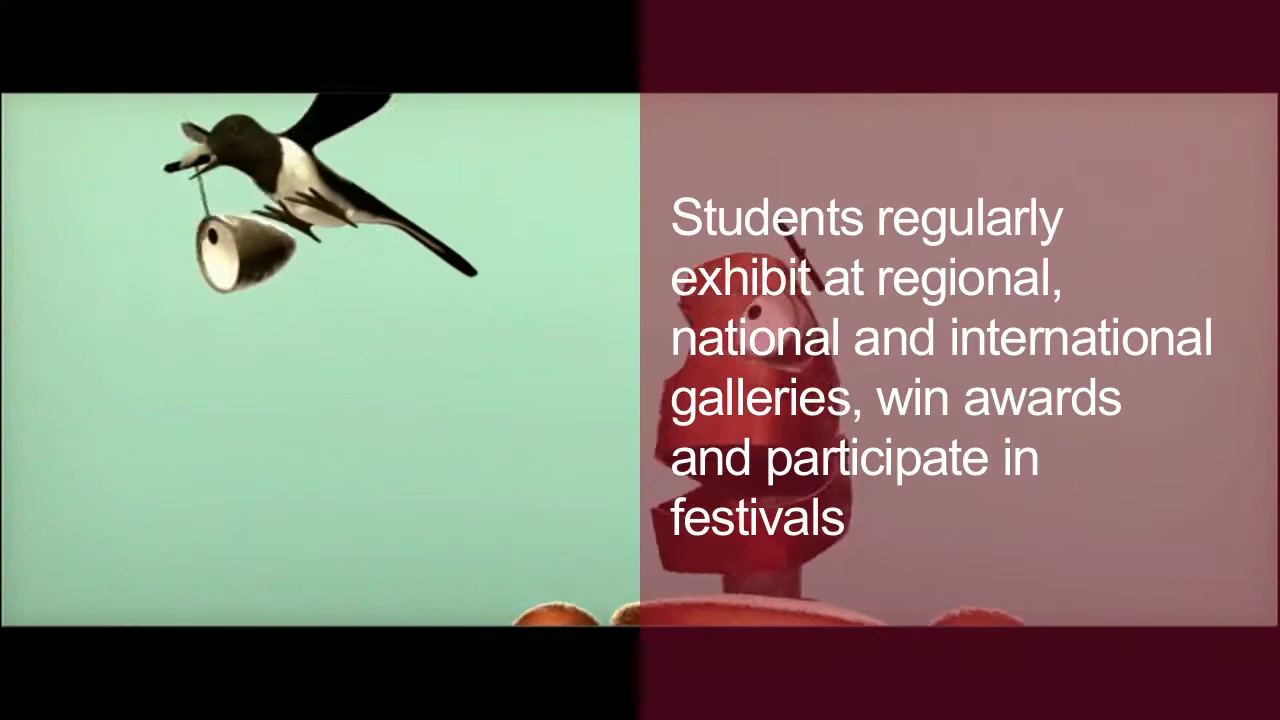 Students regularly
exhibit at regional,
national and international
galleries, win awards
and participate in
festivals